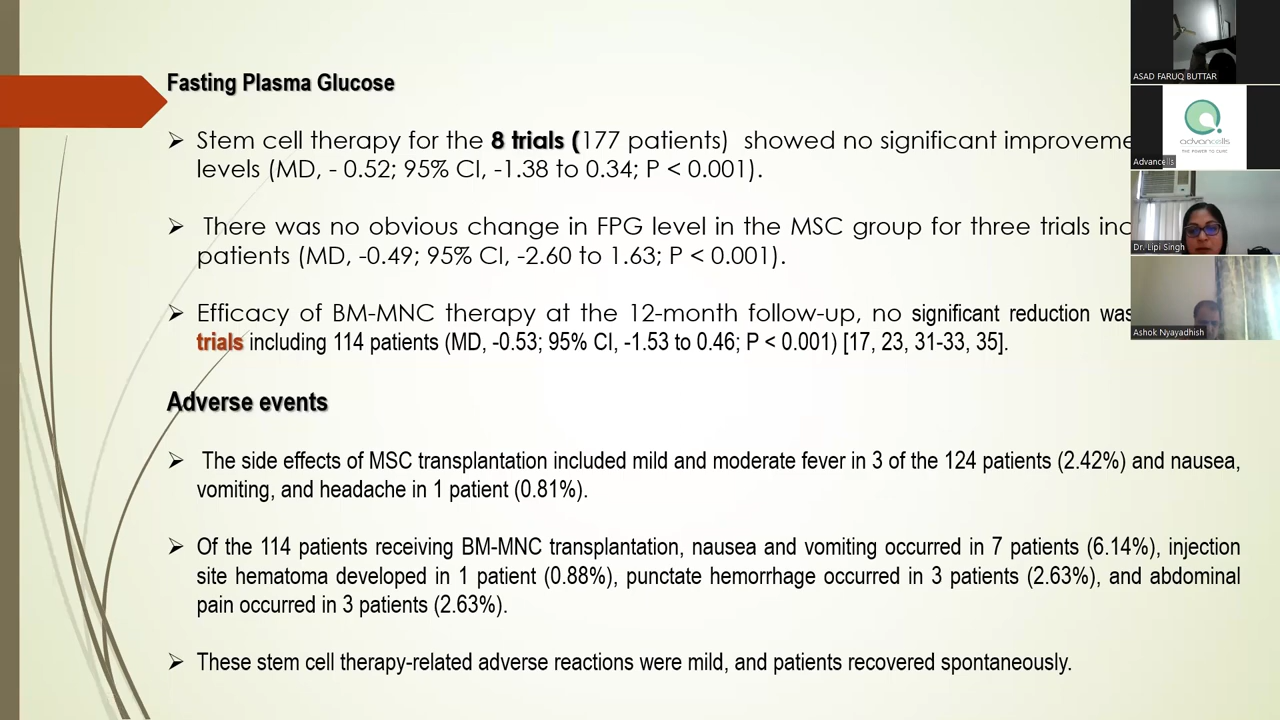 Fasting Plasma Glucose
➢ Stem cell therapy for the 8 trials (177 patients) showed no significant improveme
levels (MD, - 0.52; 95% CI, -1.38 to 0.34; P < 0.001).
➢ There was no obvious change in FPG level in the MSC group for three trials inc
patients (MD, -0.49; 95% CI, -2.60 to 1.63; P < 0.001).
➢ Efficacy of BM-MNC therapy at the 12-month follow-up, no significant reduction was
trials including 114 patients (MD, -0.53; 95% CI, -1.53 to 0.46; P < 0.001) [17, 23, 31-33, 35].
Adverse events
➢ The side effects of MSC transplantation included mild and moderate fever in 3 of the 124 patients (2.42%) and nausea,
vomiting, and headache in 1 patient (0.81%).
➢ Of the 114 patients receiving BM-MNC transplantation, nausea and vomiting occurred in 7 patients (6.14%), injection
site hematoma developed in 1 patient (0.88%), punctate hemorrhage occurred in 3 patients (2.63%), and abdominal
pain occurred in 3 patients (2.63%).
➢ These stem cell therapy-related adverse reactions were mild, and patients recovered spontaneously.
ASAD FARUQ BUTTAR
advancells
THE POWER TO CURE
Advancells
Dr. Lipi Singh
Ashok Nyayadhish